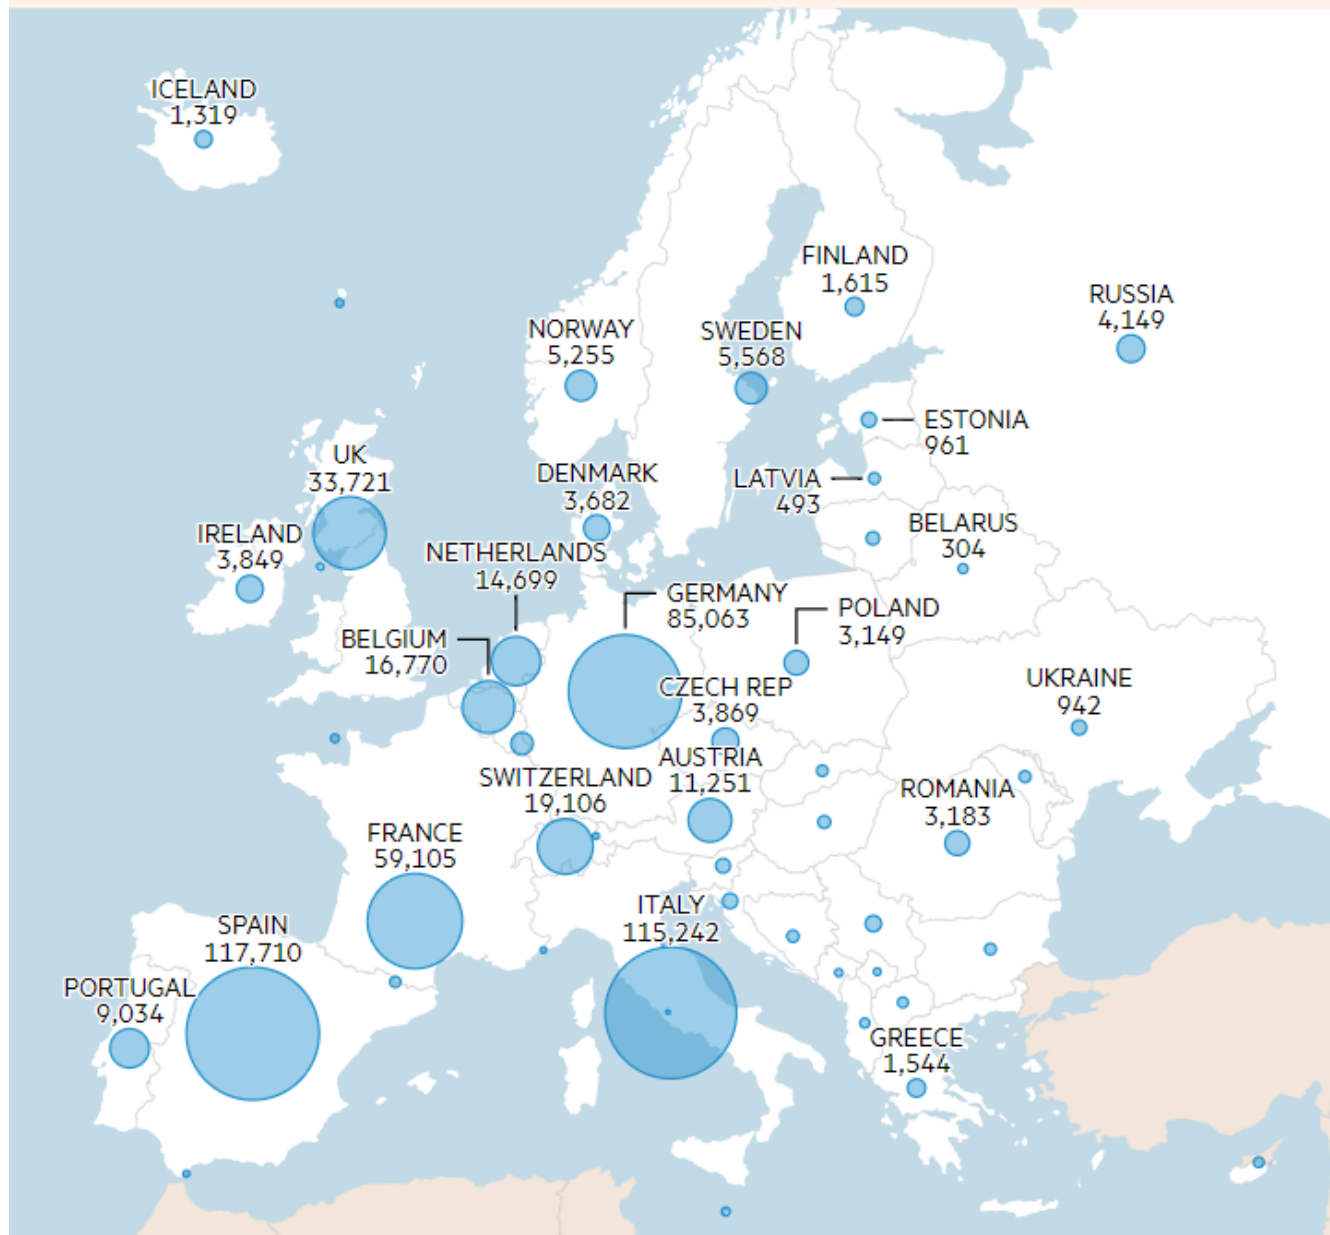 ICELAND
1,319
FINLAND
1,615
RUSSIA
4,149
NORWAY
5,255
SWEDEN
5,568
ESTONIA
961
UK
33,721
DENMARK
3,682
LATVIA
493
BELARUS
304
IRELAND
3,849
NETHERLANDS
14,699
GERMANY
85,063
POLAND
3,149
BELGIUM
16,770
CZECH REP
3,869
UKRAINE
942
SWITZERLAND
19,106
AUSTRIA
11,251
ROMANIA
3,183
FRANCE
59,105
ITALY
115,242
SPAIN
117,710
PORTUGAL
9,034
GREECE
1,544